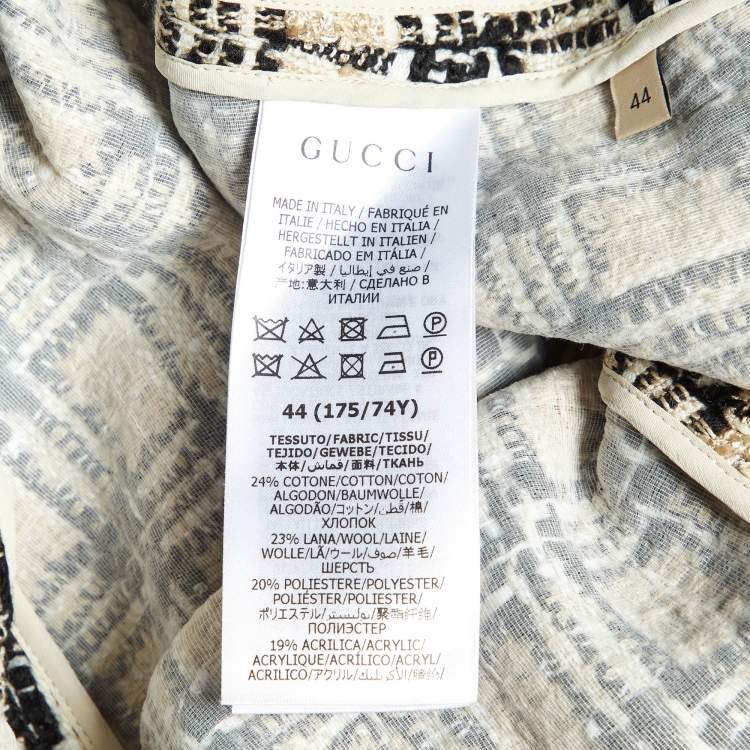 44
GUCCI
MADE IN ITALY / FABRIQUÉ EN
ITALIE / HECHO EN ITALIA /
HERGESTELLT IN ITALIEN /
FABRICADO EM ITÁLIA /
イタリア製 / صنع في إيطاليا /
产地:意大利 / СДЕЛАНО В
ИТАЛИИ
44 (175/74Y)
TESSUTO/FABRIC/TISSU/
TEJIDO/GEWEBE/TECIDO/
本体/قماش/面料/ТКАНЬ
24% COTONE/COTTON/COTON/
ALGODON/BAUMWOLLE/
ALGODÃO/コットン/قطن/棉/
ХЛОПОК
23% LANA/WOOL/LAINE/
WOLLE/LÃ/ウール/صوف/羊毛/
ШЕРСТЬ
20% POLIESTERE/POLYESTER/
POLIÉSTER/POLIESTER/
ポリエステル/بوليستر/聚酯纤维/
ПОЛИЭСТЕР
19% ACRILICA/ACRYLIC/
ACRYLIQUE/ACRÍLICO/ACRYL/
ACRILICO/アクリル/الأكريليك/腈纶/